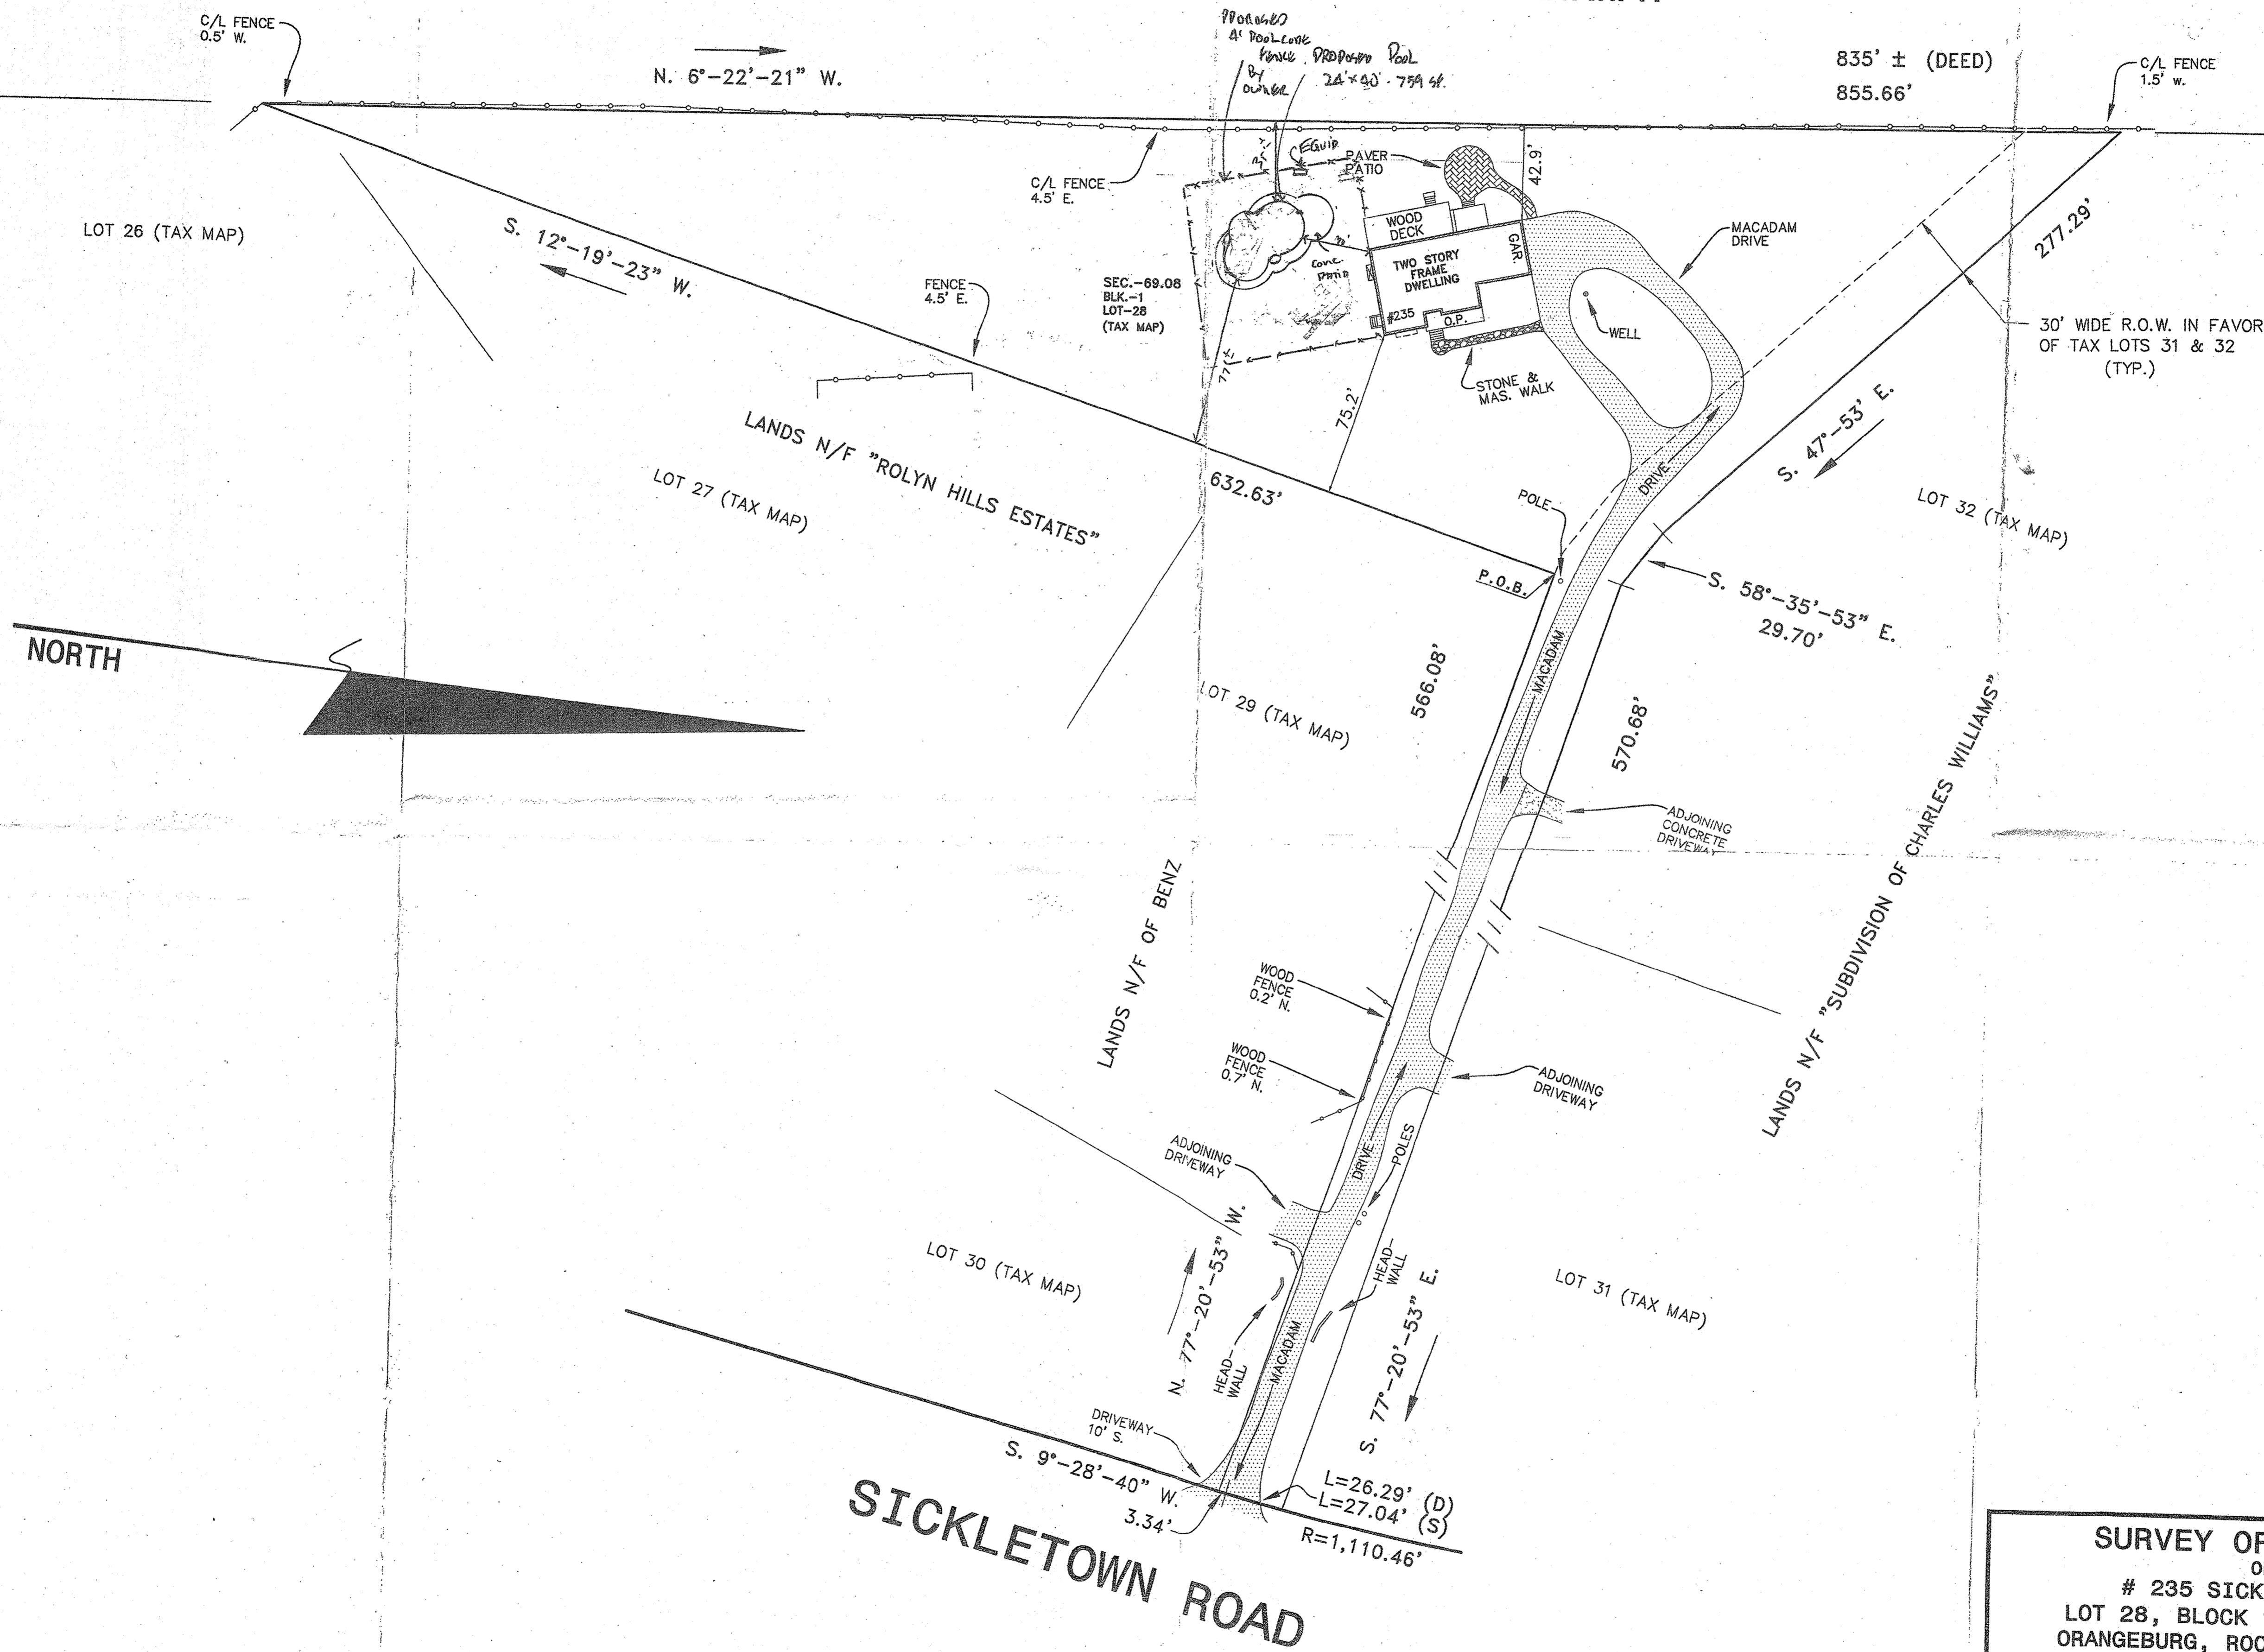 C/L FENCE
0.5' W.
N. 6°-22'-21" W.
PROPOSED
4' POOL CODE
FENCE
BY
OWNER
PROPOSED POOL
24' x 40' - 759 SF.
835' ± (DEED)
855.66'
C/L FENCE
1.5' W.
C/L FENCE
4.5' E.
EQUIP
PAVER
PATIO
42.9'
LOT 26 (TAX MAP)
S. 12°-19'-23" W.
FENCE
4.5' E.
SEC.-69.08
BLK.-1
LOT-28
(TAX MAP)
CONC.
PATIO
WOOD
DECK
GAR.
TWO STORY
FRAME
DWELLING
#235
O.P.
MACADAM
DRIVE
WELL
277.29'
30' WIDE R.O.W. IN FAVOR
OF TAX LOTS 31 & 32
(TYP.)
77'±
75.2'
STONE &
MAS. WALK
S. 47°-53' E.
LANDS N/F "ROLYN HILLS ESTATES"
LOT 27 (TAX MAP)
632.63'
POLE
DRIVE
LOT 32 (TAX MAP)
P.O.B.
S. 58°-35'-53" E.
29.70'
NORTH
MACADAM
LOT 29 (TAX MAP)
566.08'
570.68'
ADJOINING
CONCRETE
DRIVEWAY
LANDS N/F OF BENZ
LANDS N/F "SUBDIVISION OF CHARLES WILLIAMS"
WOOD
FENCE
0.2' N.
WOOD
FENCE
0.7' N.
ADJOINING
DRIVEWAY
ADJOINING
DRIVEWAY
DRIVE
POLES
LOT 30 (TAX MAP)
N. 77°-20'-53" W.
HEAD-
WALL
HEAD-
WALL
MACADAM
S. 77°-20'-53" E.
LOT 31 (TAX MAP)
DRIVEWAY
10' S.
S. 9°-28'-40" W.
3.34'
L=26.29' (D)
L=27.04' (S)
R=1,110.46'
SICKLETOWN ROAD
SURVEY OF
# 235 SICK
LOT 28, BLOCK
ORANGEBURG, ROC